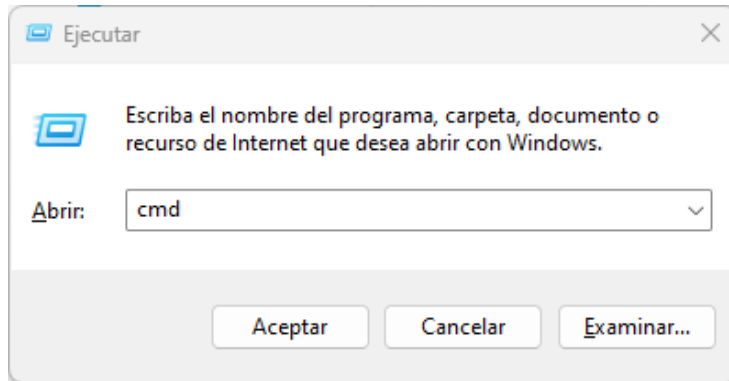 Ejecutar
Escriba el nombre del programa, carpeta, documento o
recurso de Internet que desea abrir con Windows.
Abrir: cmd
Aceptar Cancelar Examinar...